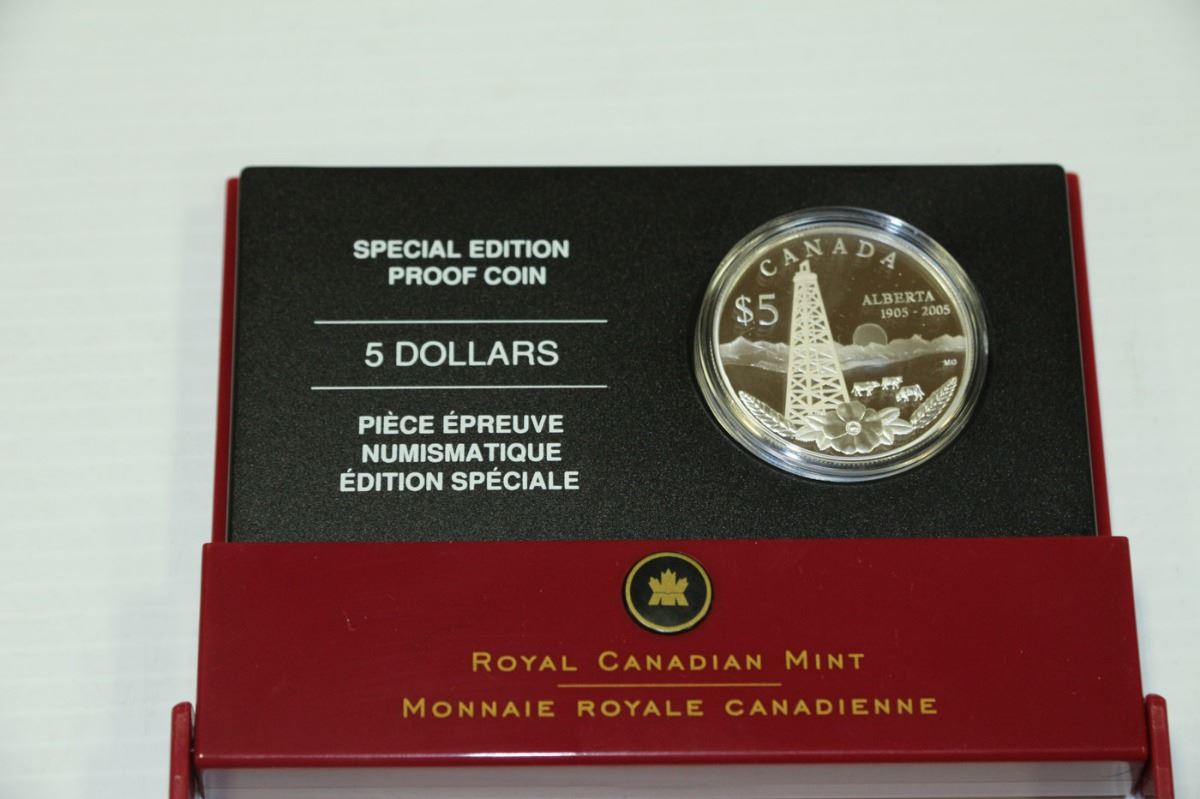 SPECIAL EDITION
PROOF COIN
5 DOLLARS
PIÈCE ÉPREUVE
NUMISMATIQUE
ÉDITION SPÉCIALE
CANADA
$5
ALBERTA
1905 - 2005
MG
ROYAL CANADIAN MINT
MONNAIE ROYALE CANADIENNE